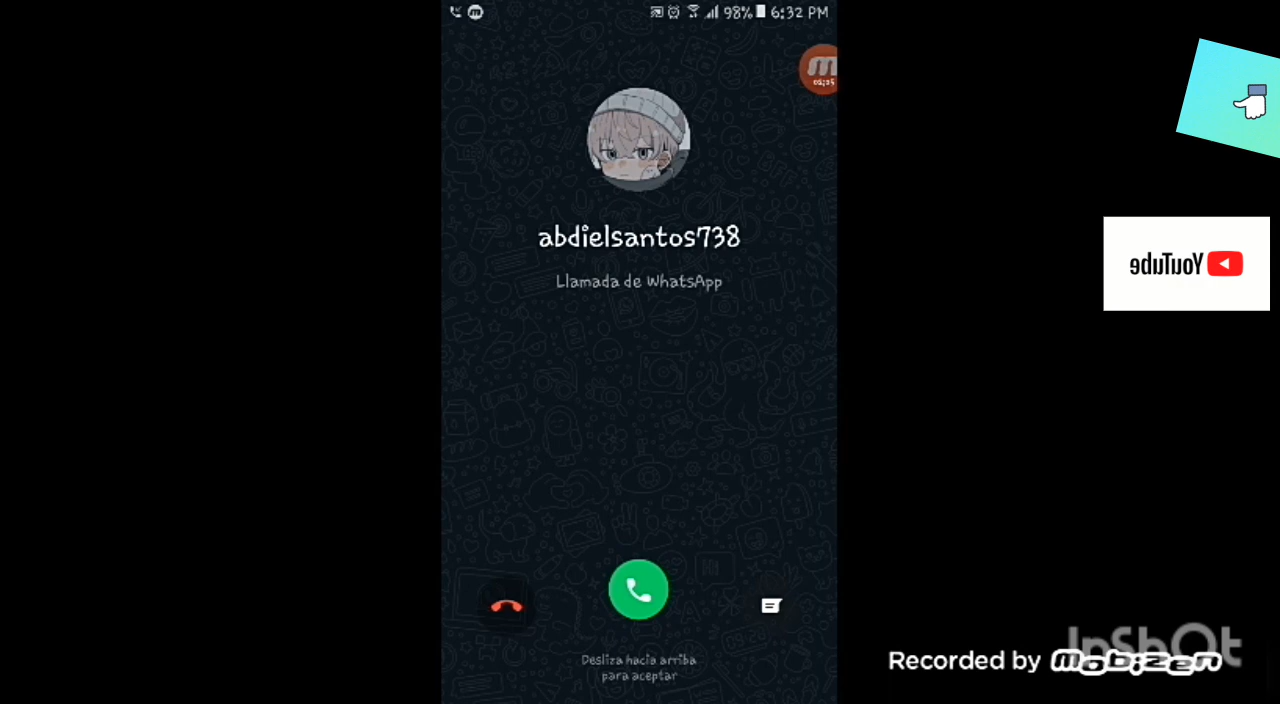 98% 6:32 PM
abdielsantos738
Llamada de WhatsApp
Desliza hacia arriba
para aceptar
YouTube
InShOt
Recorded by mobizen